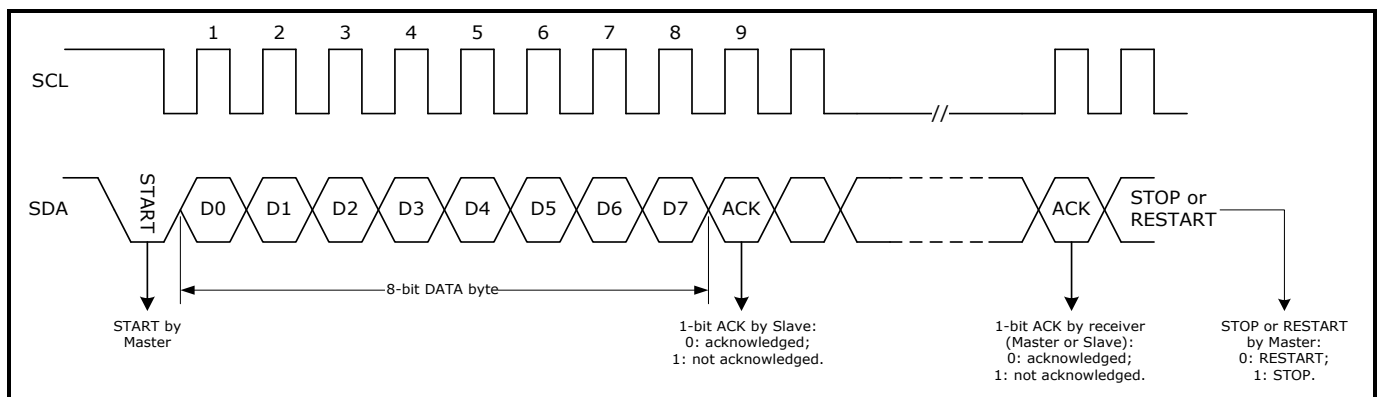 1 2 3 4 5 6 7 8 9
SCL
//
SDA
START
D0 D1 D2 D3 D4 D5 D6 D7 ACK
ACK
STOP or
RESTART
8-bit DATA byte
START by
Master
1-bit ACK by Slave:
0: acknowledged;
1: not acknowledged.
1-bit ACK by receiver
(Master or Slave):
0: acknowledged;
1: not acknowledged.
STOP or RESTART
by Master:
0: RESTART;
1: STOP.